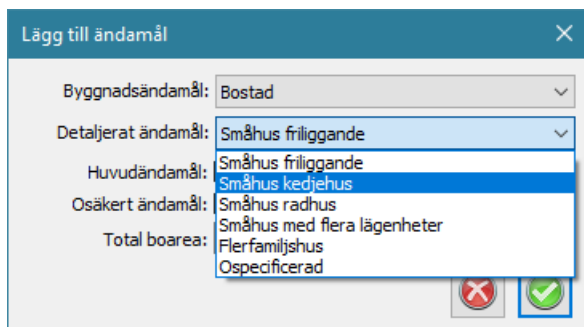 Lägg till ändamål
Byggnadsändamål: Bostad
Detaljerat ändamål: Småhus friliggande
Småhus friliggande
Huvudändamål:
Småhus kedjehus
Osäkert ändamål:
Småhus radhus
Småhus med flera lägenheter
Total boarea:
Flerfamiljshus
Ospecificerad